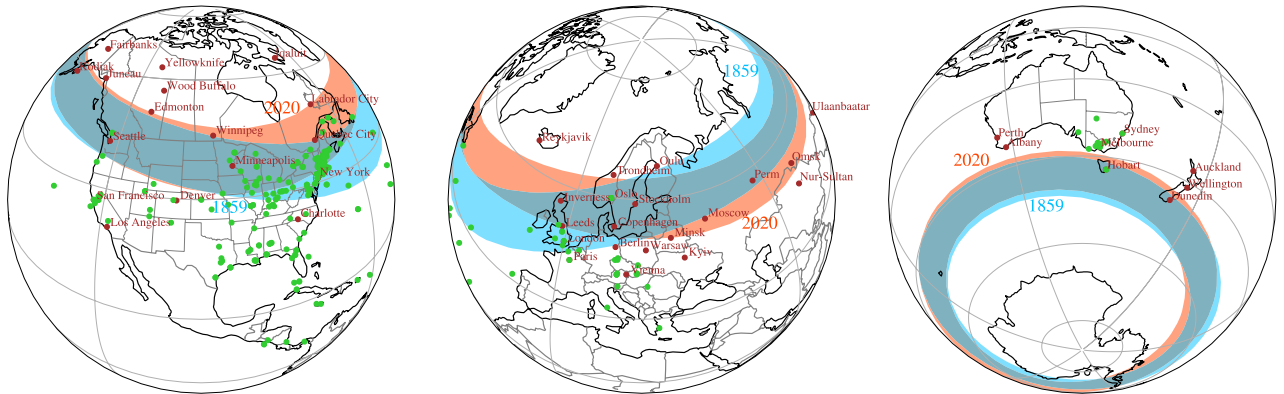 Fairbanks
Iqaluit
Yellowknife
Kodiak
Juneau
Wood Buffalo
2020
Labrador City
Edmonton
Winnipeg
Quebec City
Seattle
Minneapolis
New York
San Francisco
Denver
1859
Charlotte
Los Angeles
1859
Ulaanbaatar
Reykjavik
Oulu
Omsk
Trondheim
Perm
Nur-Sultan
Inverness
Oslo
Stockholm
Moscow
2020
Leeds
Copenhagen
Minsk
London
Berlin
Warsaw
Paris
Kyiv
Vienna
Perth
Sydney
Albany
Melbourne
2020
Hobart
Auckland
Wellington
Dunedin
1859